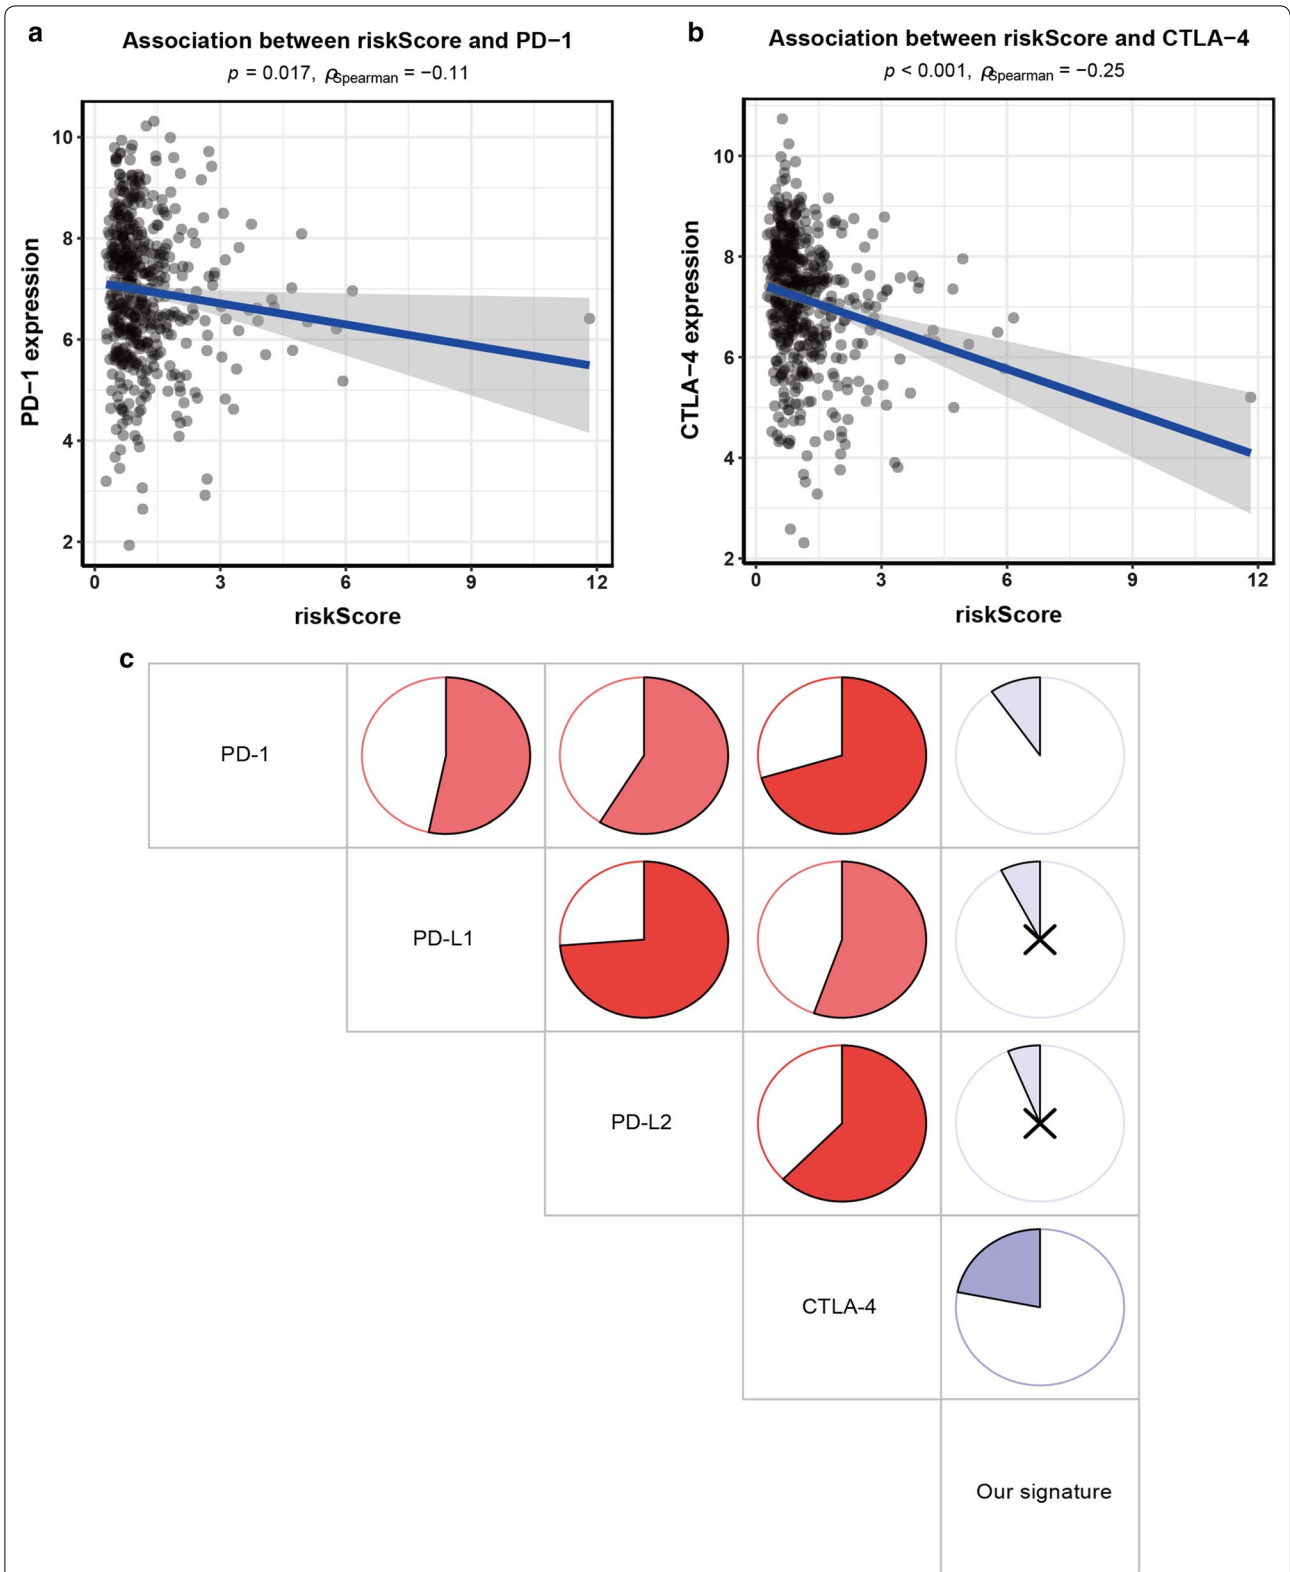 a
Association between riskScore and PD−1
p = 0.017, ρSpearman = −0.11
PD−1 expression
10
8
6
4
2
0 3 6 9 12
riskScore
b
Association between riskScore and CTLA−4
p < 0.001, ρSpearman = −0.25
CTLA−4 expression
10
8
6
4
2
0 3 6 9 12
riskScore
c
PD-1
PD-L1
PD-L2
CTLA-4
Our signature